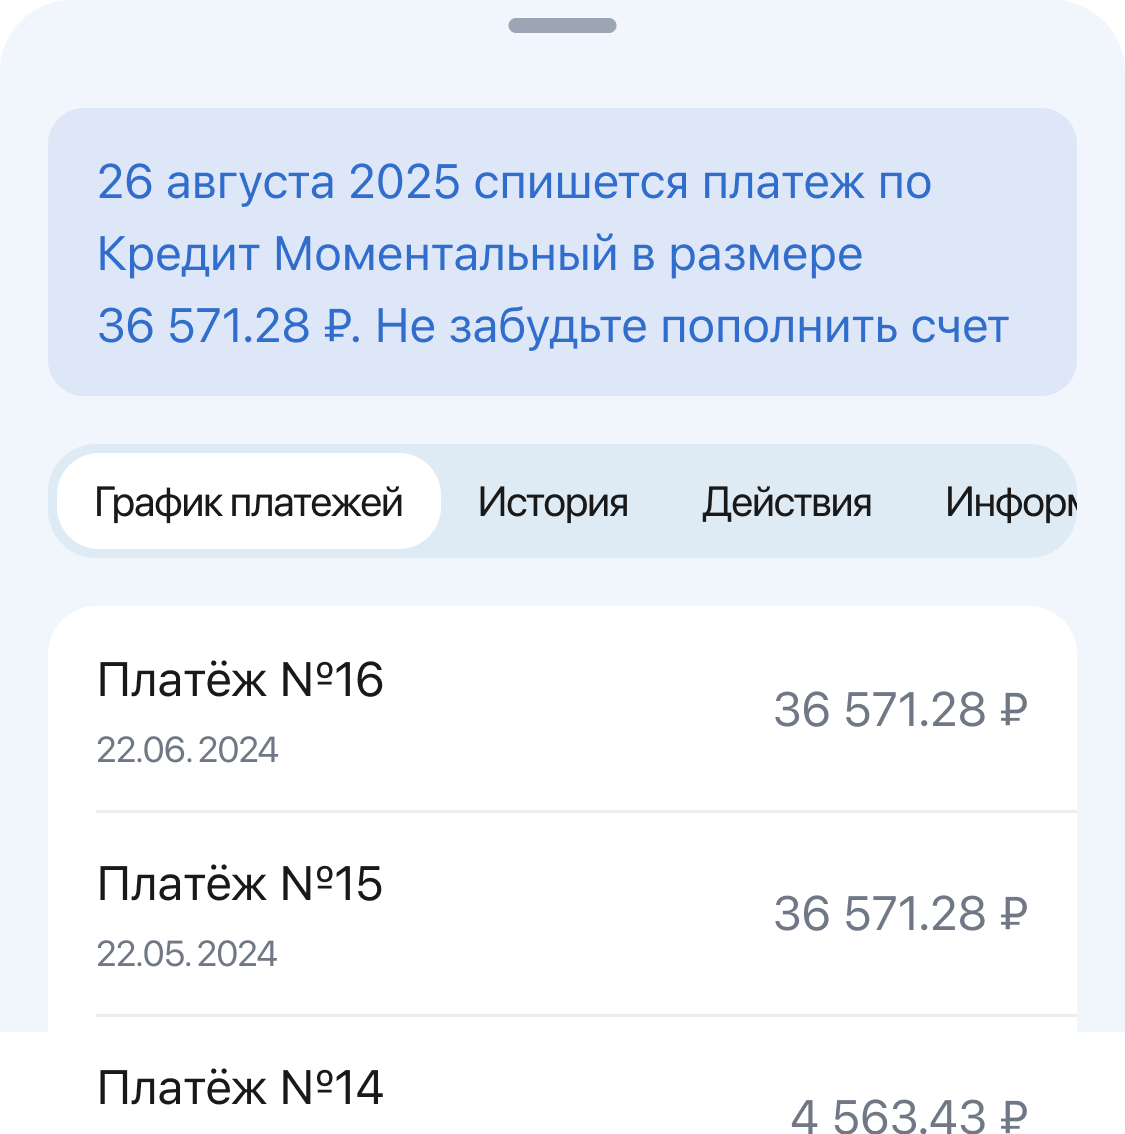 26 августа 2025 спишется платеж по
Кредит Моментальный в размере
36 571.28 ₽. Не забудьте пополнить счет
График платежей История Действия Информ
Платёж №16
36 571.28 ₽
22.06.2024
Платёж №15
36 571.28 ₽
22.05.2024
Платёж №14
4 563.43 ₽